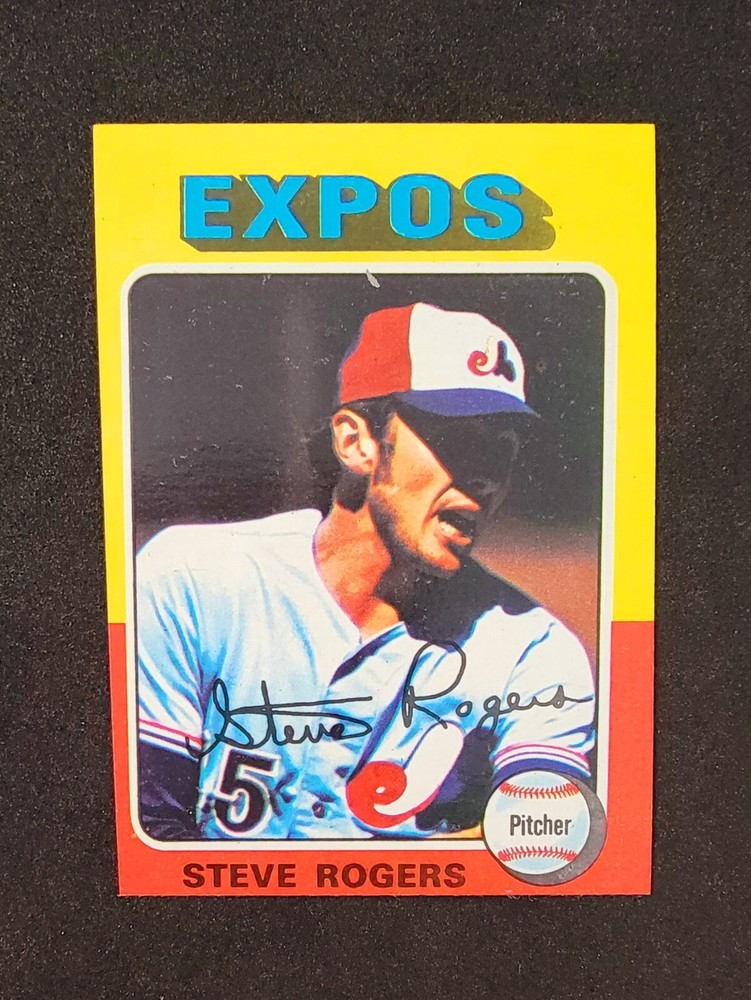 EXPOS
Steve Rogers
5
Pitcher
STEVE ROGERS